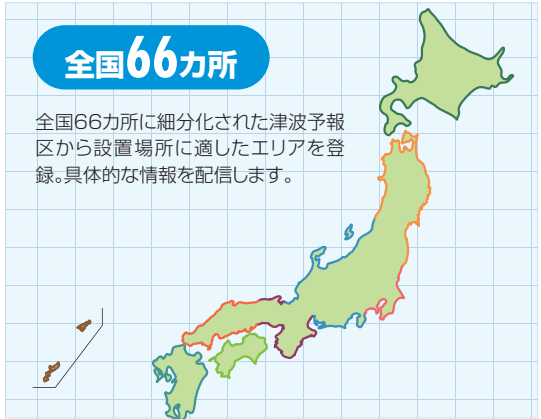 全国66カ所
全国66カ所に細分化された津波予報
区から設置場所に適したエリアを登
録。具体的な情報を配信します。